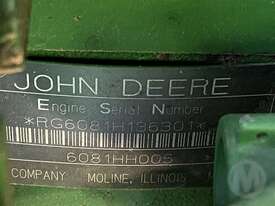 JOHN DEERE
Engine Serial Number
*RG6081H196301*
6081HH005
COMPANY MOLINE, ILLINOIS